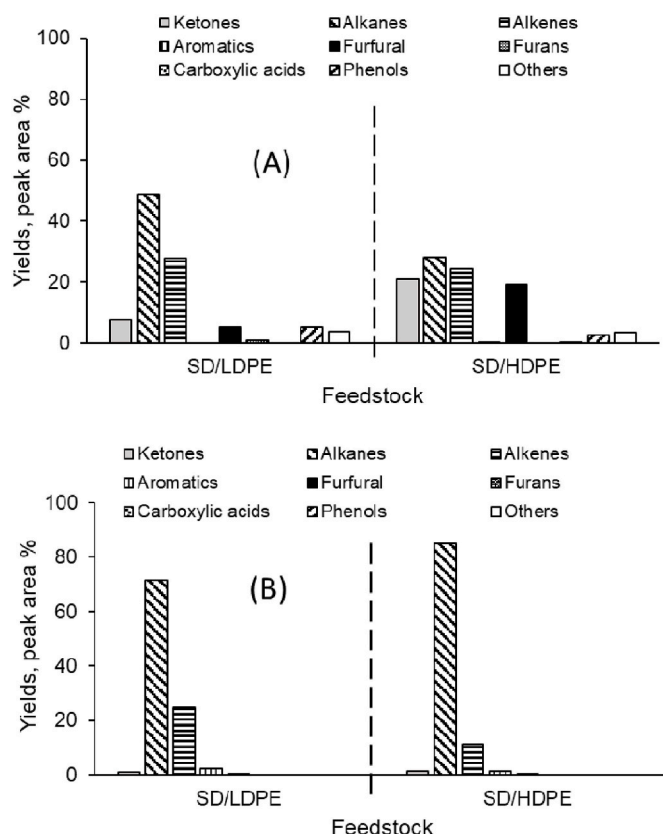 Ketones Alkanes Alkenes
Aromatics Furfural Furans
Carboxylic acids Phenols Others
100
80
60
40
20
0
Yields, peak area %
(A)
SD/LDPE SD/HDPE
Feedstock
Ketones Alkanes Alkenes
Aromatics Furfural Furans
Carboxylic acids Phenols Others
100
80
60
40
20
0
Yields, peak area %
(B)
SD/LDPE SD/HDPE
Feedstock